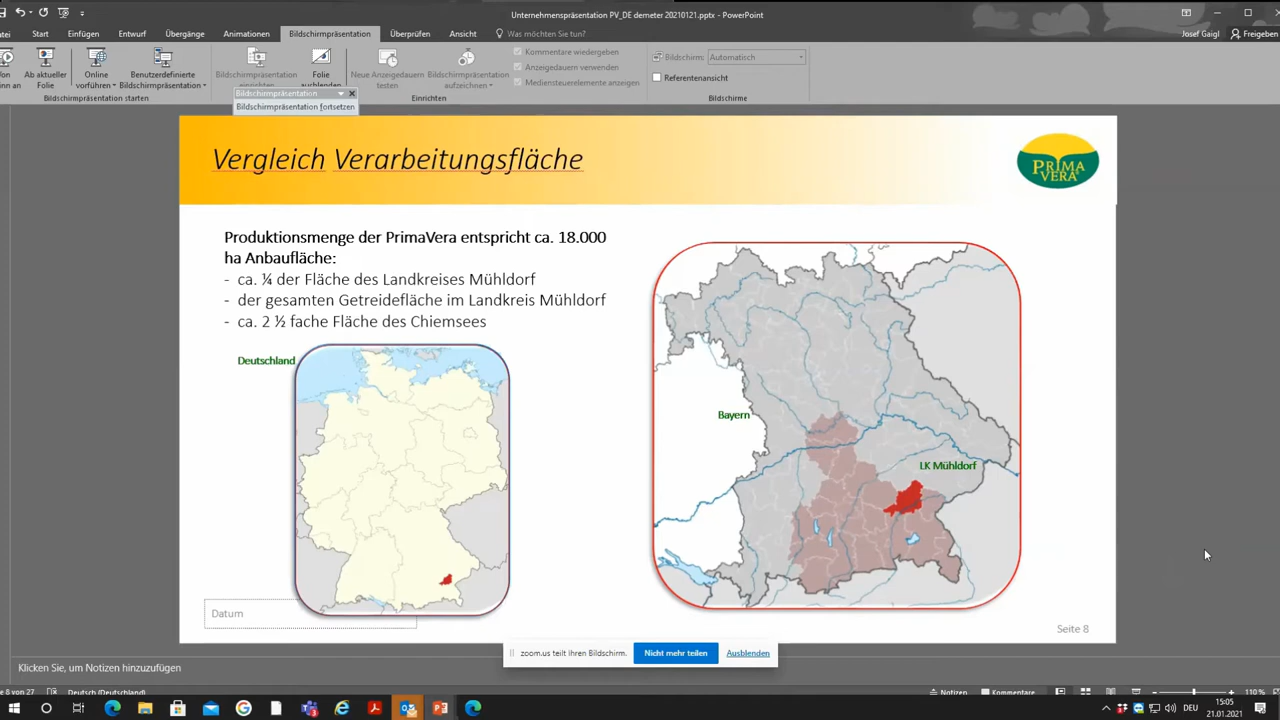 Unternehmenspräsentation PV_DE demeter 20210121.pptx - PowerPoint
Josef Gaigl
Freigeben
Start Einfügen Entwurf Übergänge Animationen Bildschirmpräsentation Überprüfen Ansicht Was möchten Sie tun?
Ab aktueller Folie
Online vorführen
Benutzerdefinierte Bildschirmpräsentation
Bildschirmpräsentation
Folie ausblenden
Neue Anzeigedauern testen
Bildschirmpräsentation aufzeichnen
Kommentare wiedergeben
Anzeigedauern verwenden
Mediensteuerelemente anzeigen
Bildschirm: Automatisch
Referentenansicht
Bildschirmpräsentation starten
Einrichten
Bildschirme
Bildschirmpräsentation
Bildschirmpräsentation fortsetzen
Vergleich Verarbeitungsfläche
PRIMA
VERA
Produktionsmenge der PrimaVera entspricht ca. 18.000
ha Anbaufläche:
- ca. ¼ der Fläche des Landkreises Mühldorf
- der gesamten Getreidefläche im Landkreis Mühldorf
- ca. 2 ½ fache Fläche des Chiemsees
Deutschland
Bayern
LK Mühldorf
Datum
Seite 8
zoom.us teilt ihren Bildschirm. Nicht mehr teilen Ausblenden
Klicken Sie, um Notizen hinzuzufügen
8 von 27 Deutsch (Deutschland) Notizen Kommentare 110 %
DEU
15:05
21.01.2021